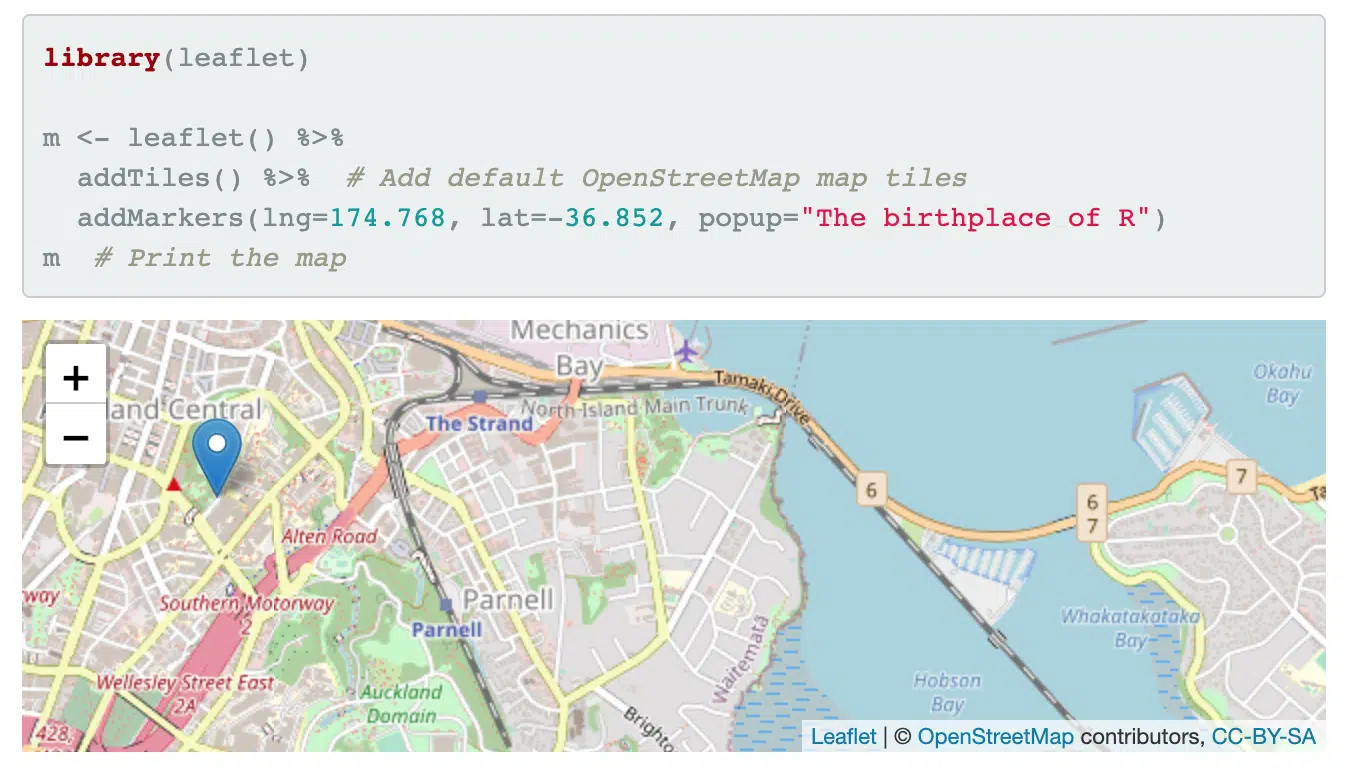 library(leaflet)
m <- leaflet() %>%
  addTiles() %>%  # Add default OpenStreetMap map tiles
  addMarkers(lng=174.768, lat=-36.852, popup="The birthplace of R")
m  # Print the map
Mechanics
Bay
+
−
land Central
The Strand
North Island Main Trunk
Tamaki Drive
Okahu
Bay
6
7
6
7
Alten Road
Southern Motorway
2
way
Parnell
Parnell
Whakatakataka
Bay
Wellesley Street East
2A
Auckland
Domain
Waitematā
Hobson
Bay
428,
Brighto
Leaflet | © OpenStreetMap contributors, CC-BY-SA